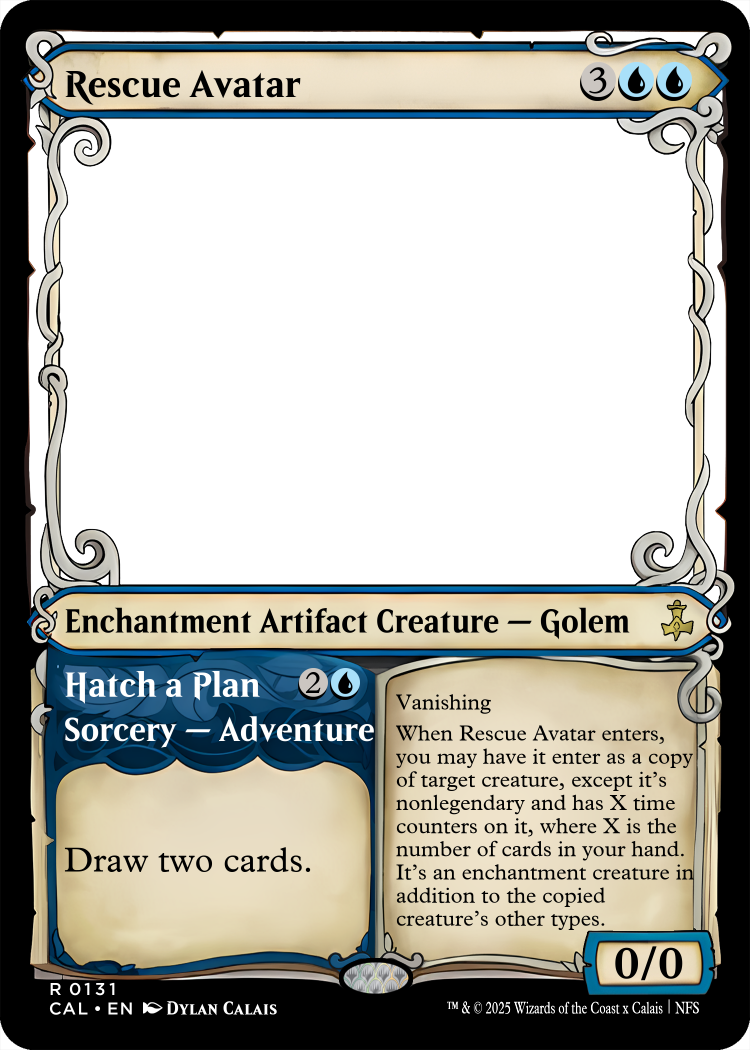 Rescue Avatar 3
Enchantment Artifact Creature — Golem
Hatch a Plan 2
Sorcery — Adventure
Draw two cards.
Vanishing
When Rescue Avatar enters,
you may have it enter as a copy
of target creature, except it's
nonlegendary and has X time
counters on it, where X is the
number of cards in your hand.
It's an enchantment creature in
addition to the copied
creature's other types.
0/0
R 0131
CAL • EN DYLAN CALAIS
™ & © 2025 Wizards of the Coast x Calais | NFS